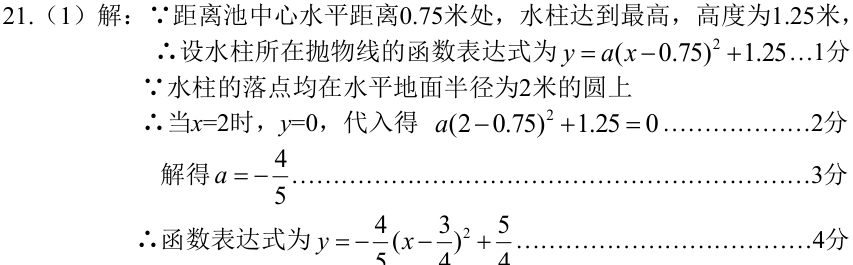 21.（1）解：∵距离池中心水平距离0.75米处，水柱达到最高，高度为1.25米，
∴设水柱所在抛物线的函数表达式为 y = a(x − 0.75)² + 1.25…1分
∵水柱的落点均在水平地面半径为2米的圆上
∴当x=2时，y=0，代入得 a(2 − 0.75)² + 1.25 = 0………………2分
解得 a = −4/5……………………………………………………3分
∴函数表达式为 y = −4/5(x − 3/4)² + 5/4………………………………4分